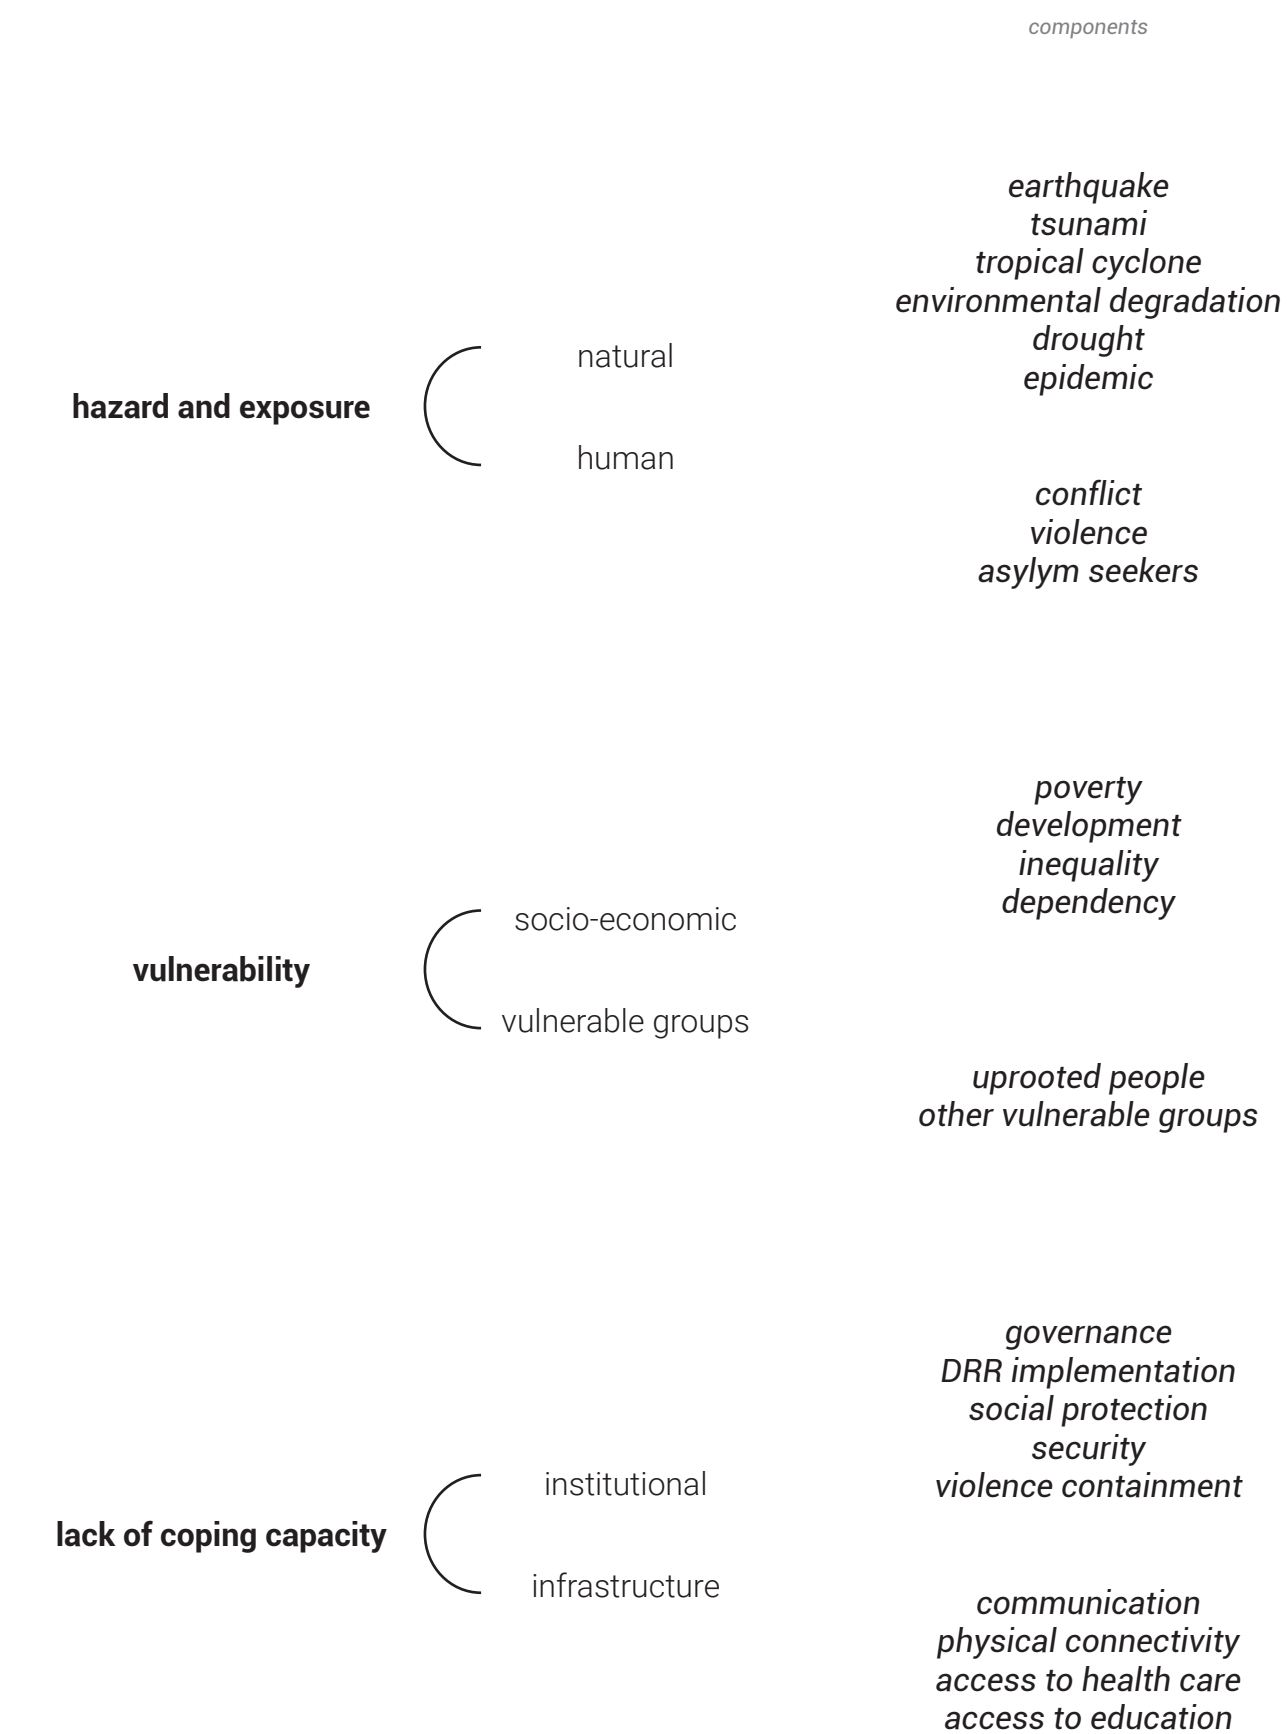 components
earthquake
tsunami
tropical cyclone
environmental degradation
drought
epidemic
natural
hazard and exposure
human
conflict
violence
asylym seekers
poverty
development
inequality
dependency
socio-economic
vulnerability
vulnerable groups
uprooted people
other vulnerable groups
governance
DRR implementation
social protection
security
violence containment
institutional
lack of coping capacity
infrastructure
communication
physical connectivity
access to health care
access to education